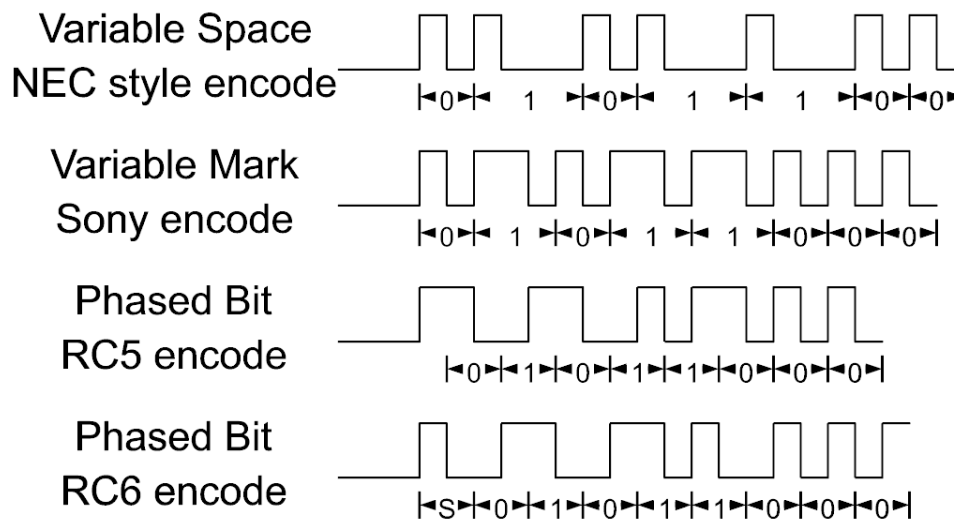 Variable Space
NEC style encode
0 1 0 1 1 0 0
Variable Mark
Sony encode
0 1 0 1 1 0 0 0
Phased Bit
RC5 encode
0 1 0 1 1 0 0 0
Phased Bit
RC6 encode
S 0 1 0 1 1 0 0 0